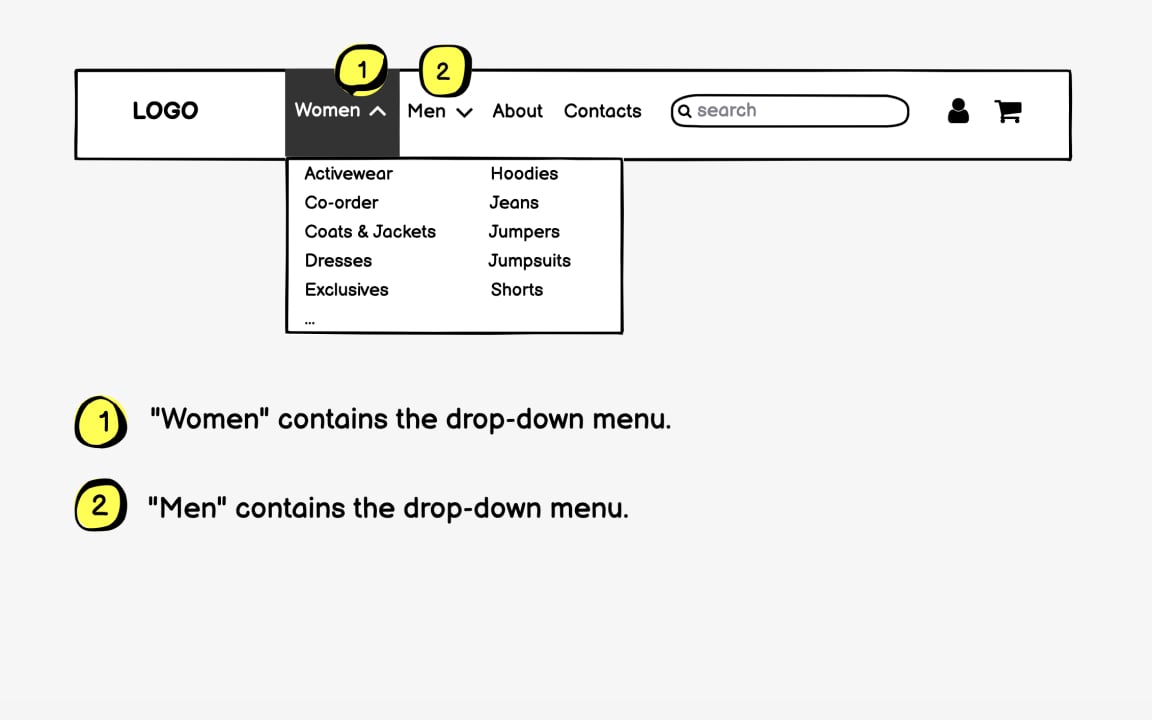 1 2
LOGO Women Men About Contacts search
Activewear Hoodies
Co-order Jeans
Coats & Jackets Jumpers
Dresses Jumpsuits
Exclusives Shorts
...
1 "Women" contains the drop-down menu.
2 "Men" contains the drop-down menu.